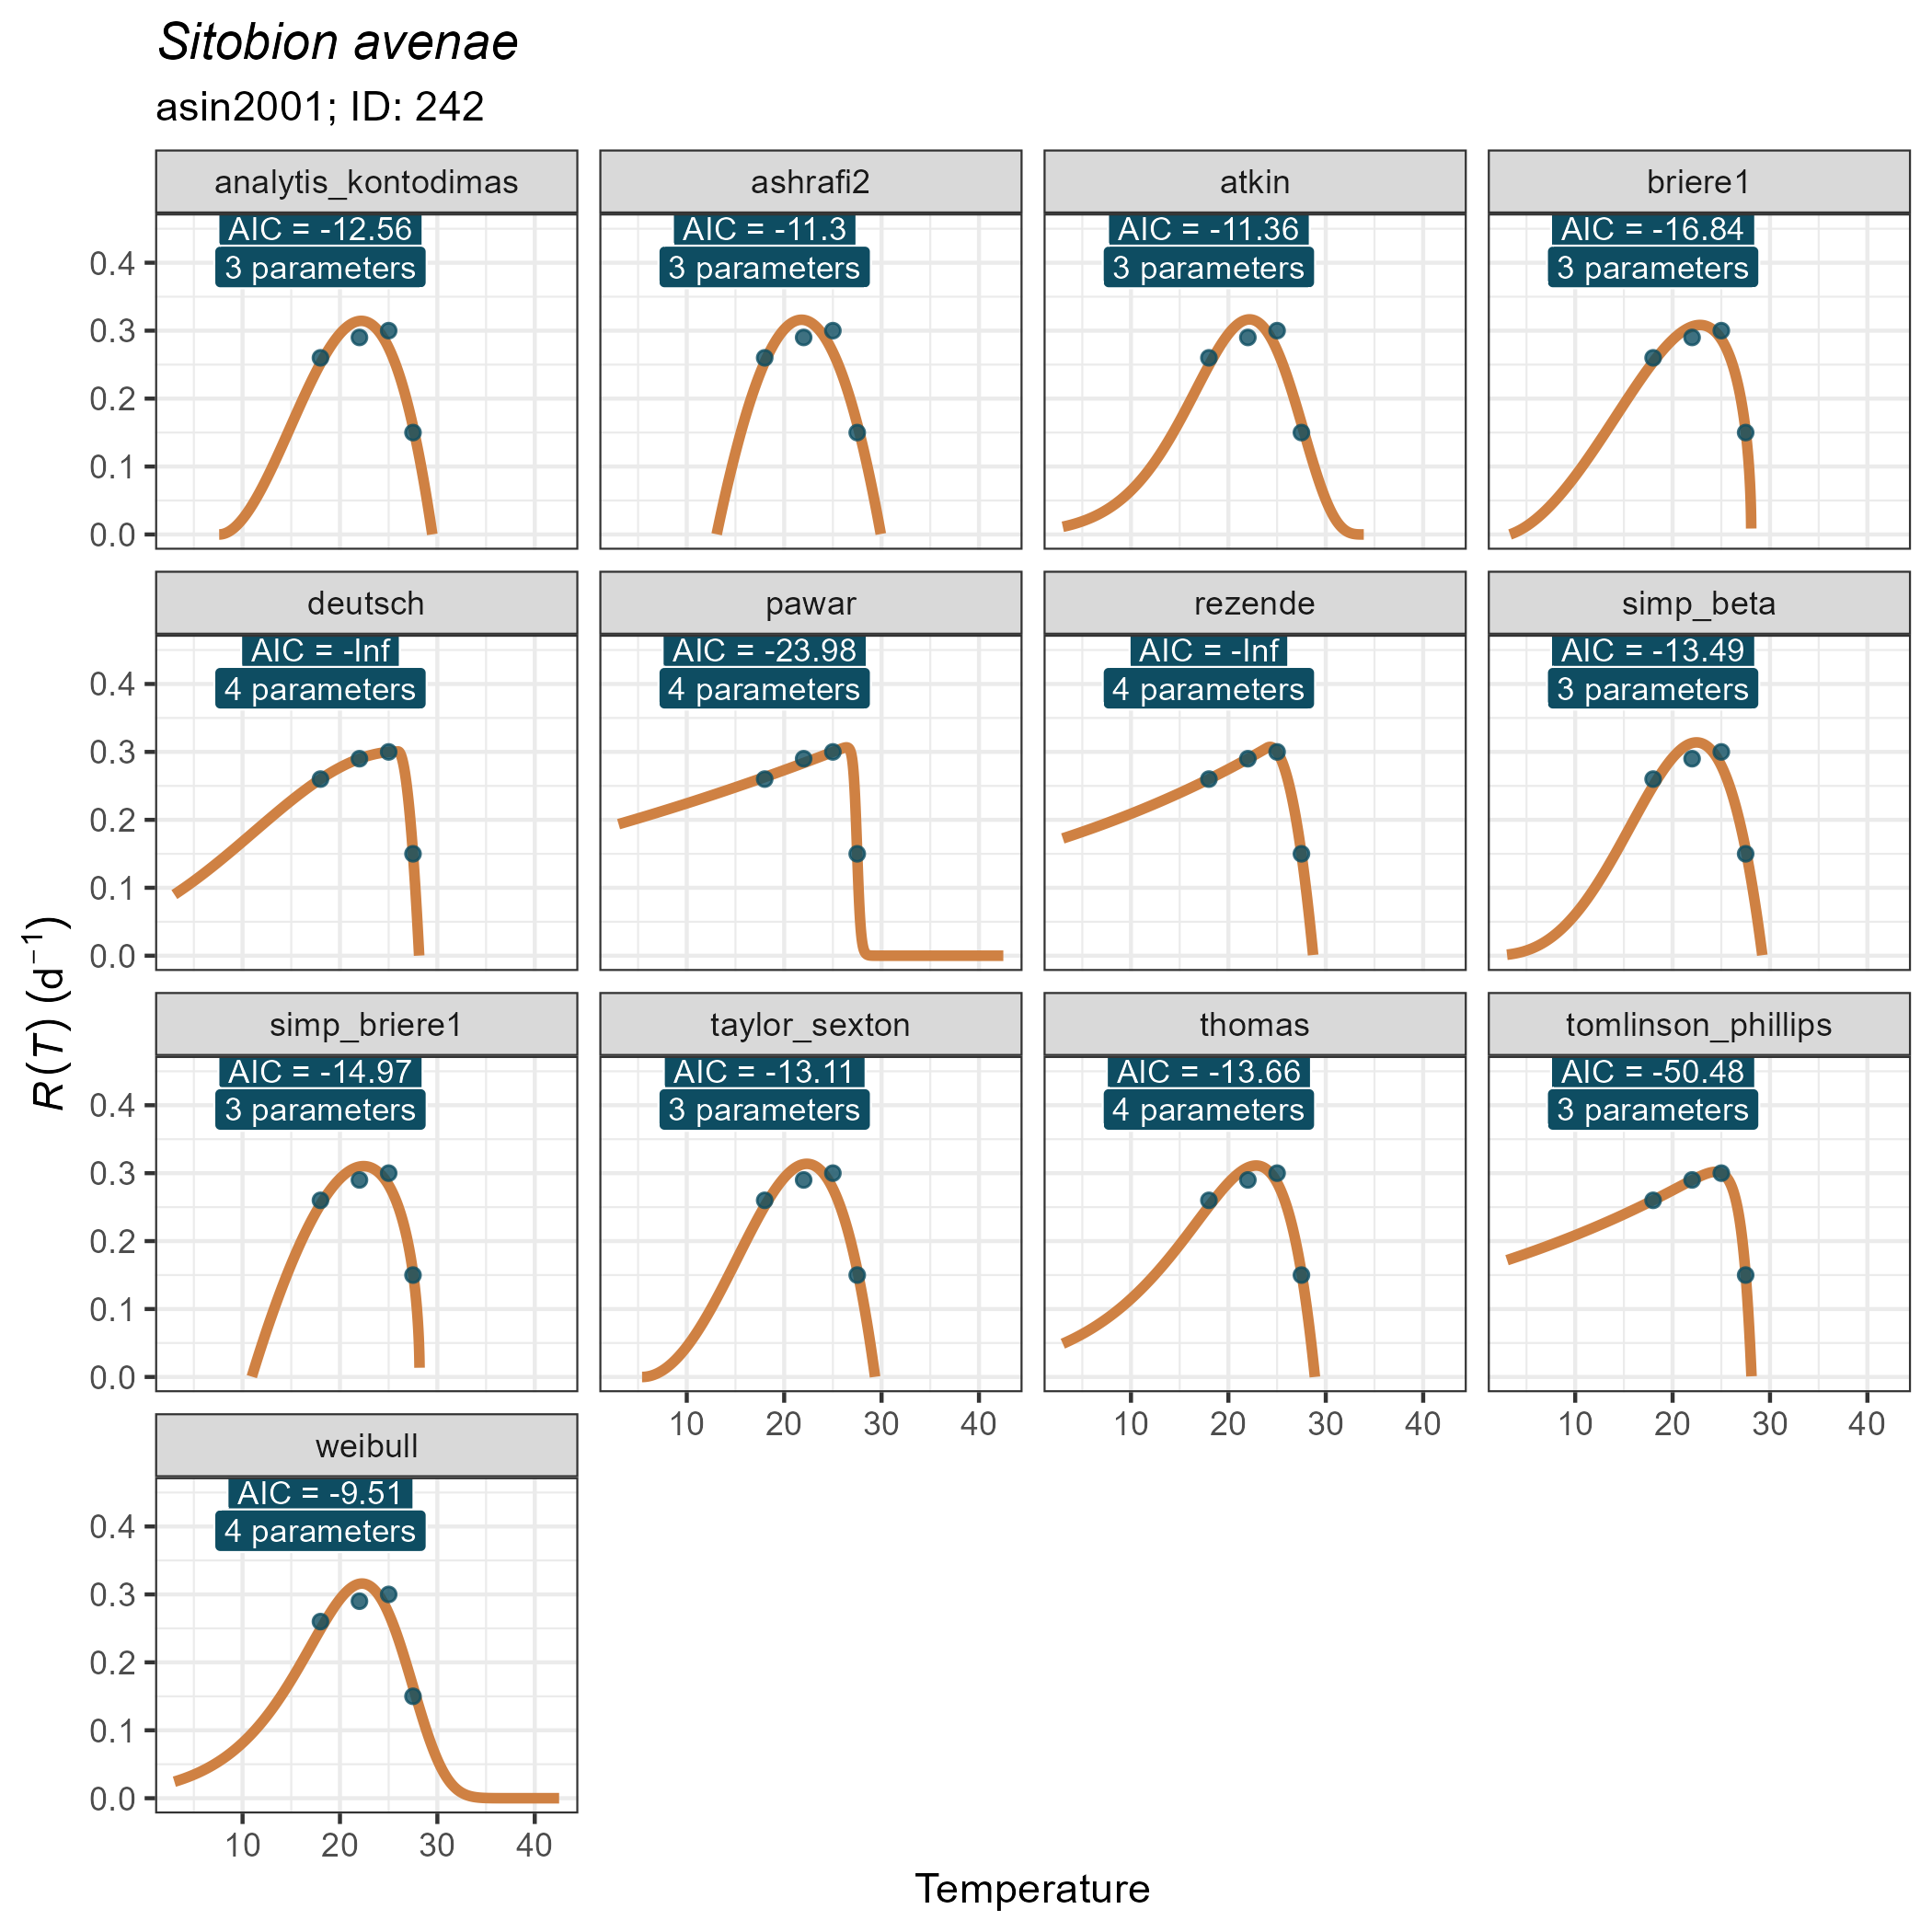 Sitobion avenae
asin2001; ID: 242
analytis_kontodimas
AIC = -12.56
3 parameters
ashrafi2
AIC = -11.3
3 parameters
atkin
AIC = -11.36
3 parameters
briere1
AIC = -16.84
3 parameters
0.4
0.3
0.2
0.1
0.0
deutsch
AIC = -Inf
4 parameters
pawar
AIC = -23.98
4 parameters
rezende
AIC = -Inf
4 parameters
simp_beta
AIC = -13.49
3 parameters
0.4
0.3
0.2
0.1
0.0
simp_briere1
AIC = -14.97
3 parameters
taylor_sexton
AIC = -13.11
3 parameters
thomas
AIC = -13.66
4 parameters
tomlinson_phillips
AIC = -50.48
3 parameters
0.4
0.3
0.2
0.1
0.0
10 20 30 40
10 20 30 40
10 20 30 40
weibull
AIC = -9.51
4 parameters
0.4
0.3
0.2
0.1
0.0
10 20 30 40
R(T) (d⁻¹)
Temperature